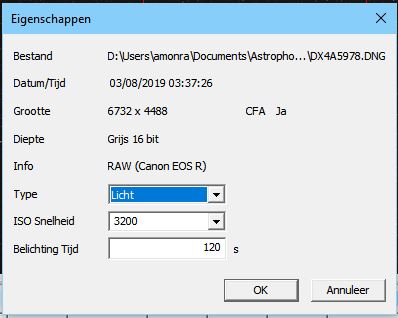 Eigenschappen
Bestand D:\Users\amonra\Documents\Astropho...\DX4A5978.DNG
Datum/Tijd 03/08/2019 03:37:26
Grootte 6732 x 4488 CFA Ja
Diepte Grijs 16 bit
Info RAW (Canon EOS R)
Type Licht
ISO Snelheid 3200
Belichting Tijd 120 s
OK Annuleer